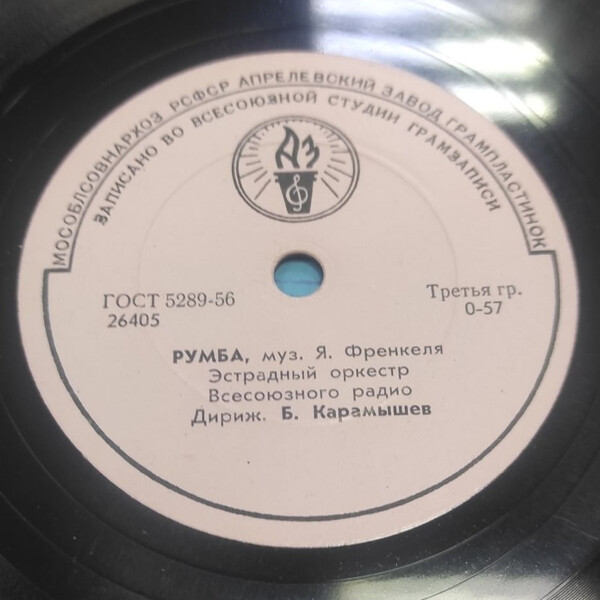 МОСОБЛСОВНАРХОЗ РСФСР АПРЕЛЕВСКИЙ ЗАВОД ГРАМПЛАСТИНОК
ЗАПИСАНО ВО ВСЕСОЮЗНОЙ СТУДИИ ГРАМЗАПИСИ
АЗ
ГОСТ 5289-56
26405
Третья гр.
0-57
РУМБА, муз. Я. Френкеля
Эстрадный оркестр
Всесоюзного радио
Дириж. Б. Карамышев